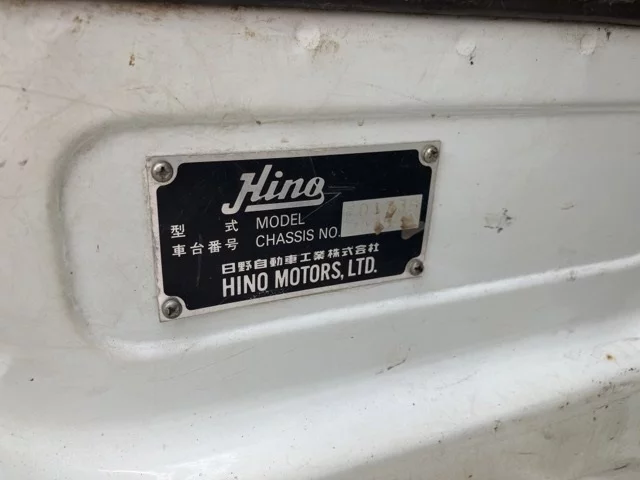 Hino
型式 MODEL
車台番号 CHASSIS NO.
日野自動車工業株式会社
HINO MOTORS, LTD.